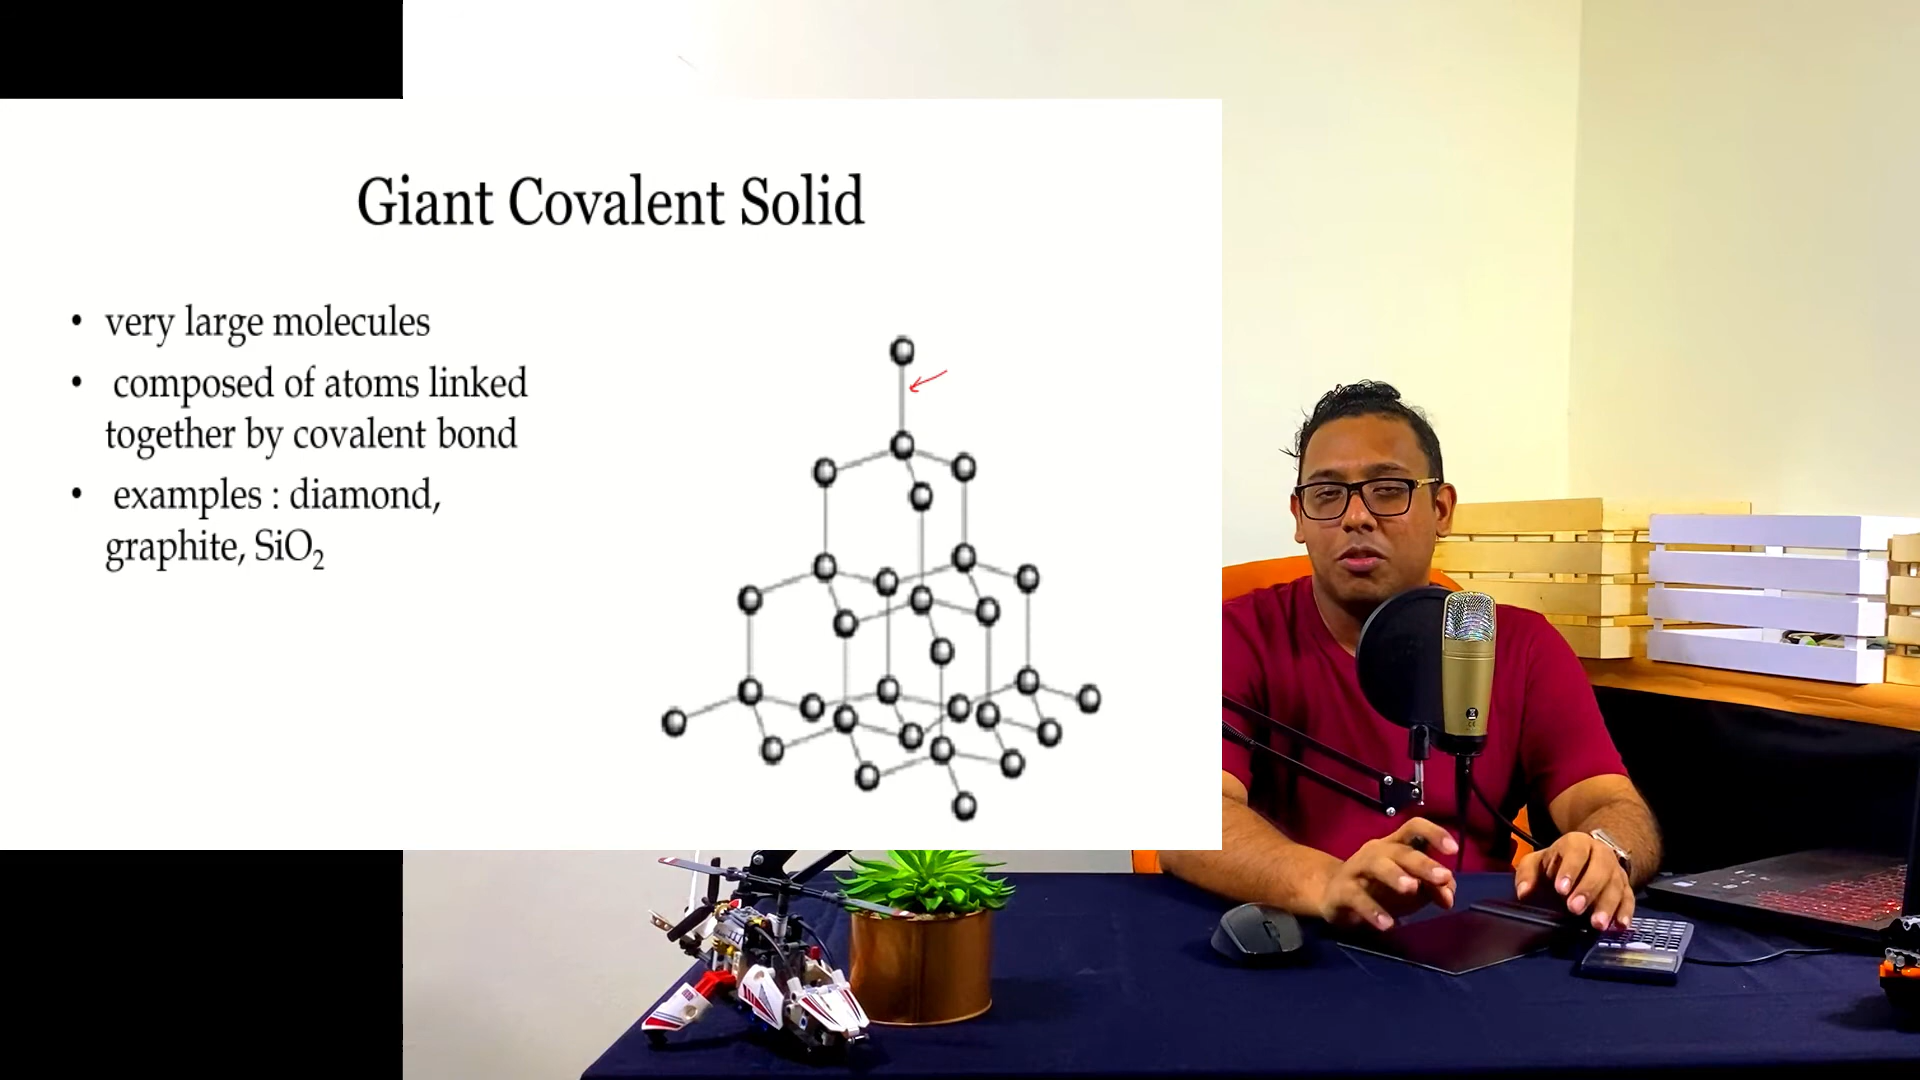 Giant Covalent Solid
• very large molecules
• composed of atoms linked
together by covalent bond
• examples : diamond,
graphite, SiO₂